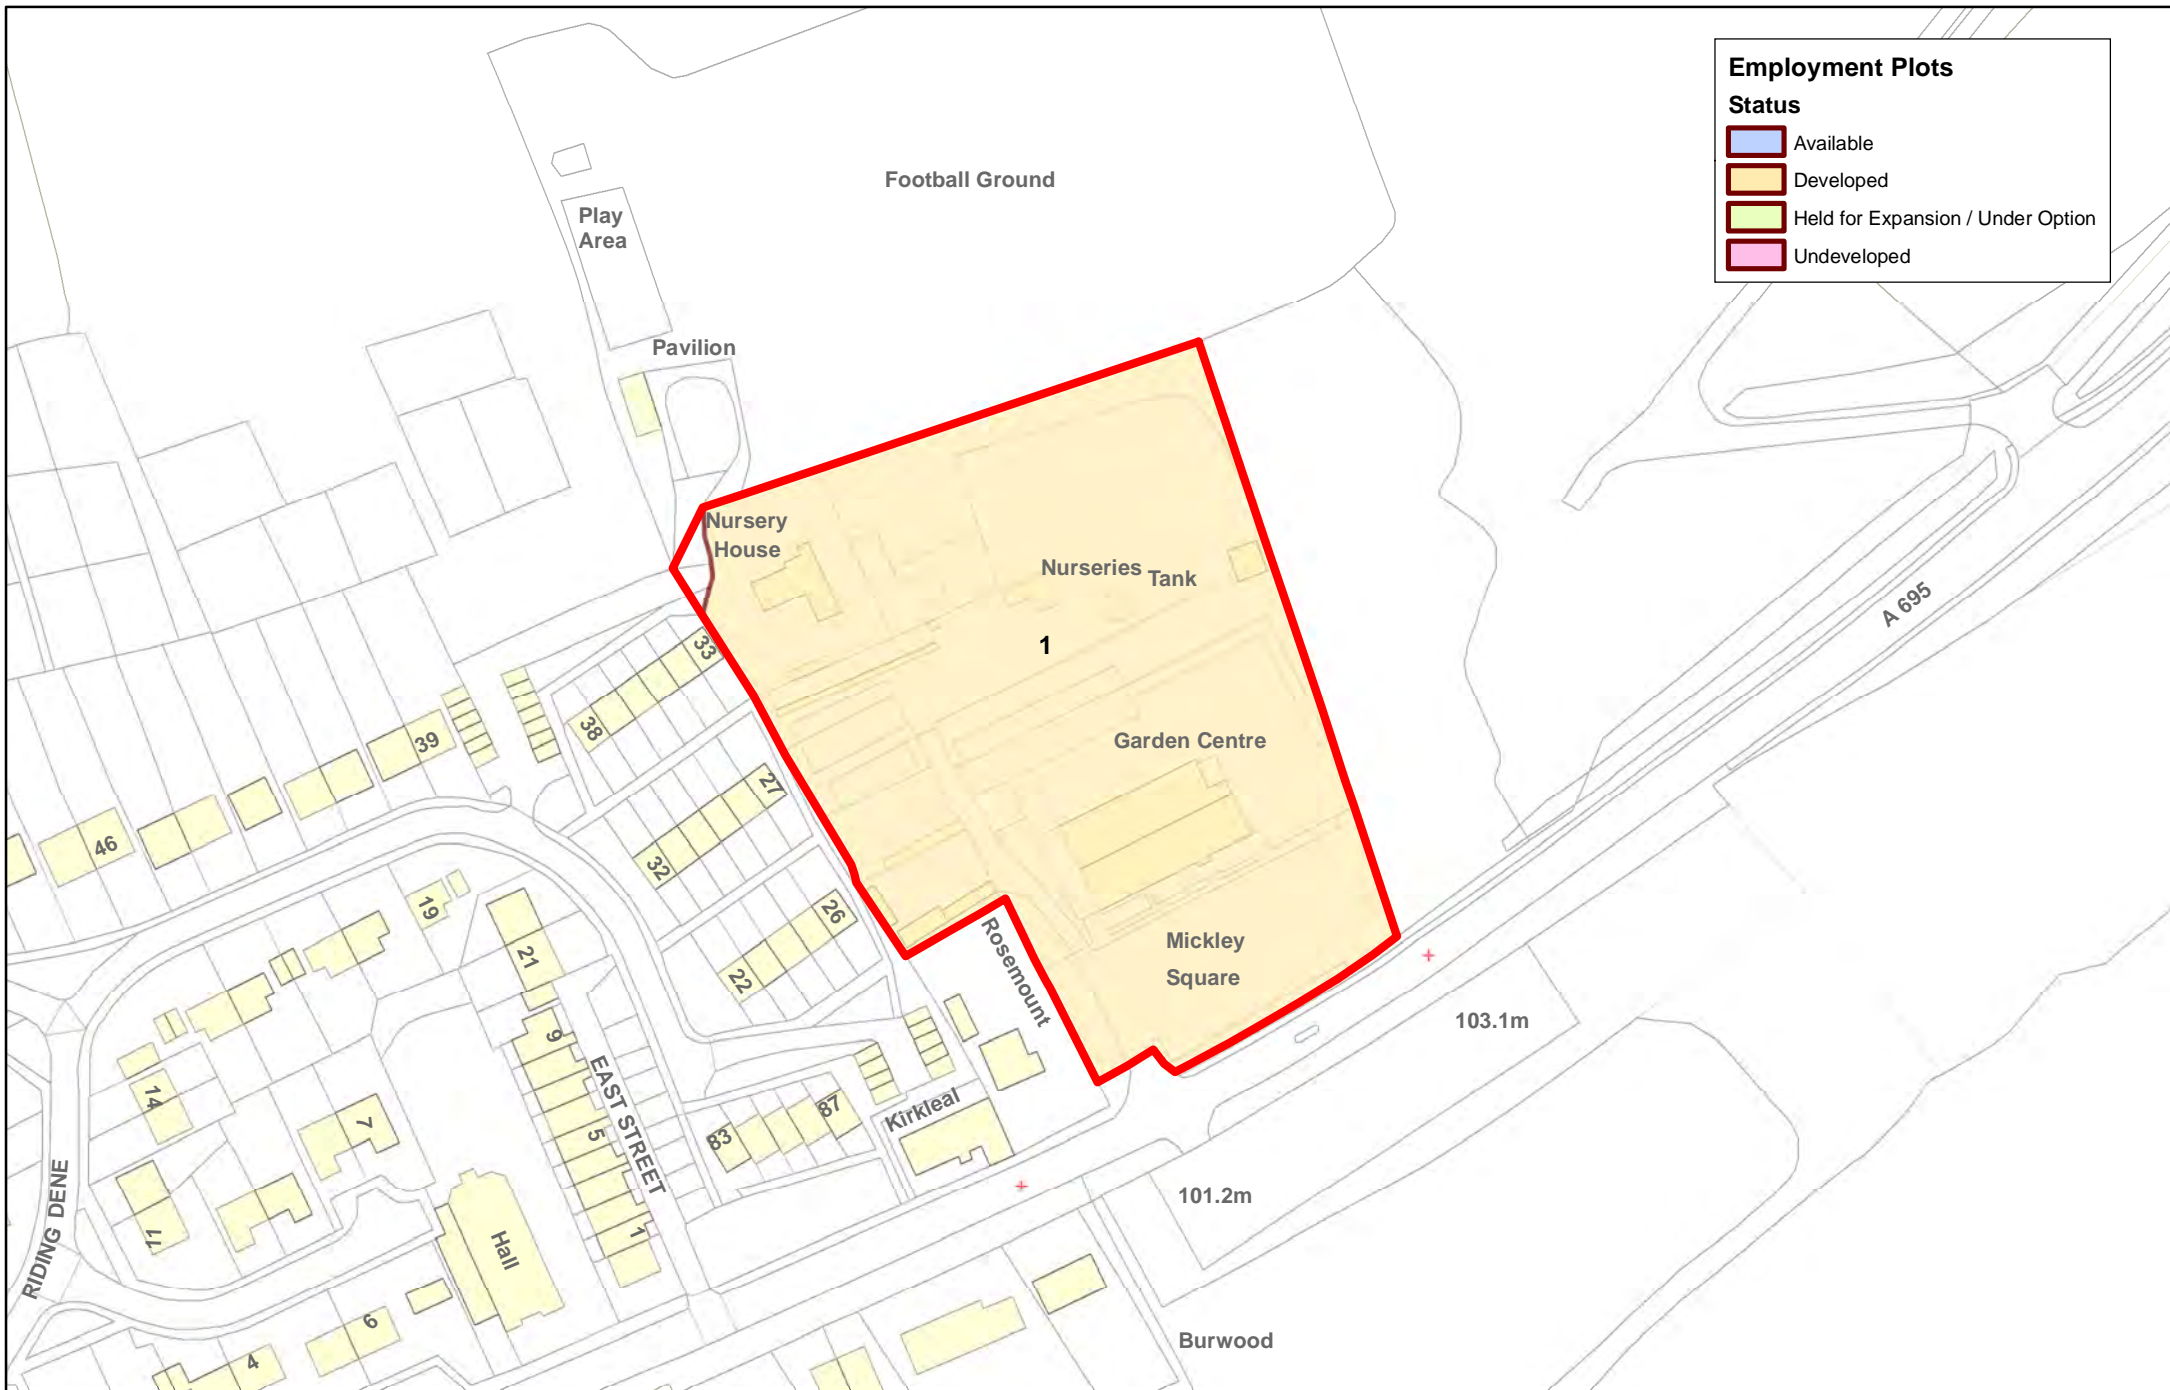 Employment Plots
Status
Available
Developed
Held for Expansion / Under Option
Undeveloped
Football Ground
Play
Area
Pavilion
Nursery
House
Nurseries
Tank
1
A 695
33
38
39
Garden Centre
27
46
32
19
26
21
22
Rosemount
Mickley
Square
103.1m
9
EAST STREET
14
7
5
87
83
Kirkleal
101.2m
RIDING DENE
11
1
Hall
6
4
Burwood